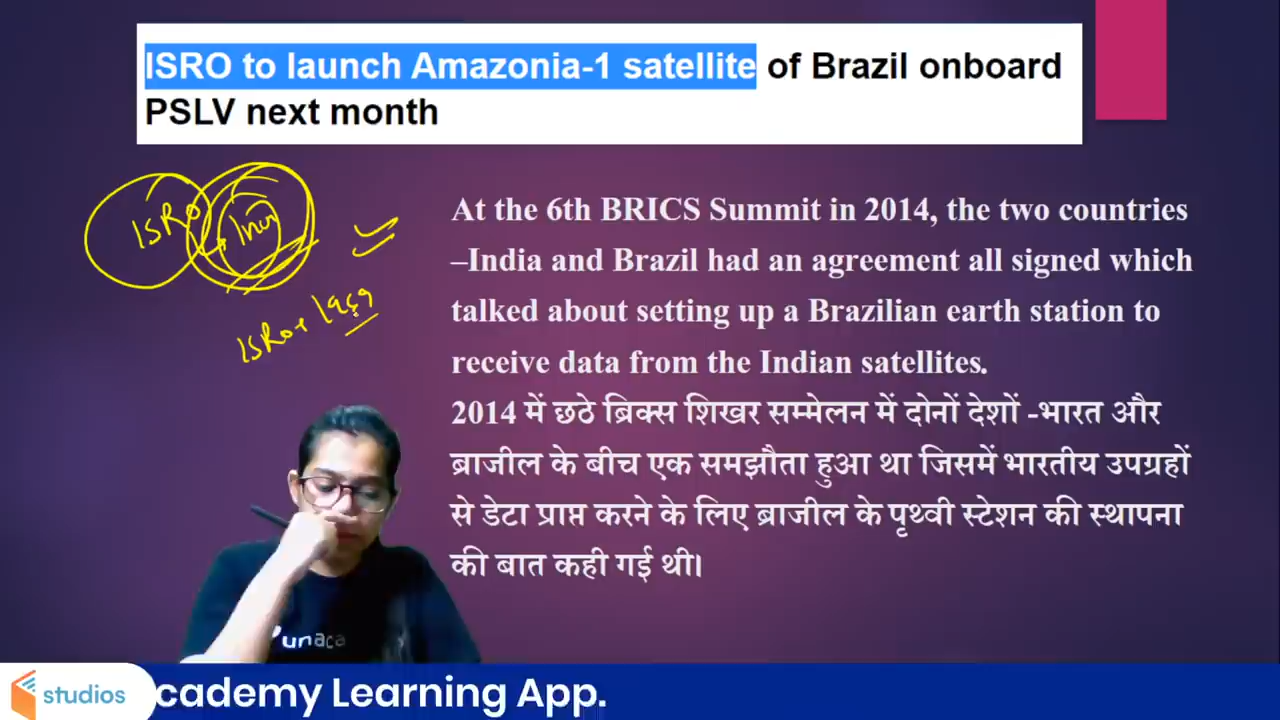 ISRO to launch Amazonia-1 satellite of Brazil onboard
PSLV next month
ISRO
ISRO+ 1969
At the 6th BRICS Summit in 2014, the two countries
–India and Brazil had an agreement all signed which
talked about setting up a Brazilian earth station to
receive data from the Indian satellites.
2014 में छठे ब्रिक्स शिखर सम्मेलन में दोनों देशों -भारत और
ब्राजील के बीच एक समझौता हुआ था जिसमें भारतीय उपग्रहों
से डेटा प्राप्त करने के लिए ब्राजील के पृथ्वी स्टेशन की स्थापना
की बात कही गई थी।
unaca
studios
cademy Learning App.